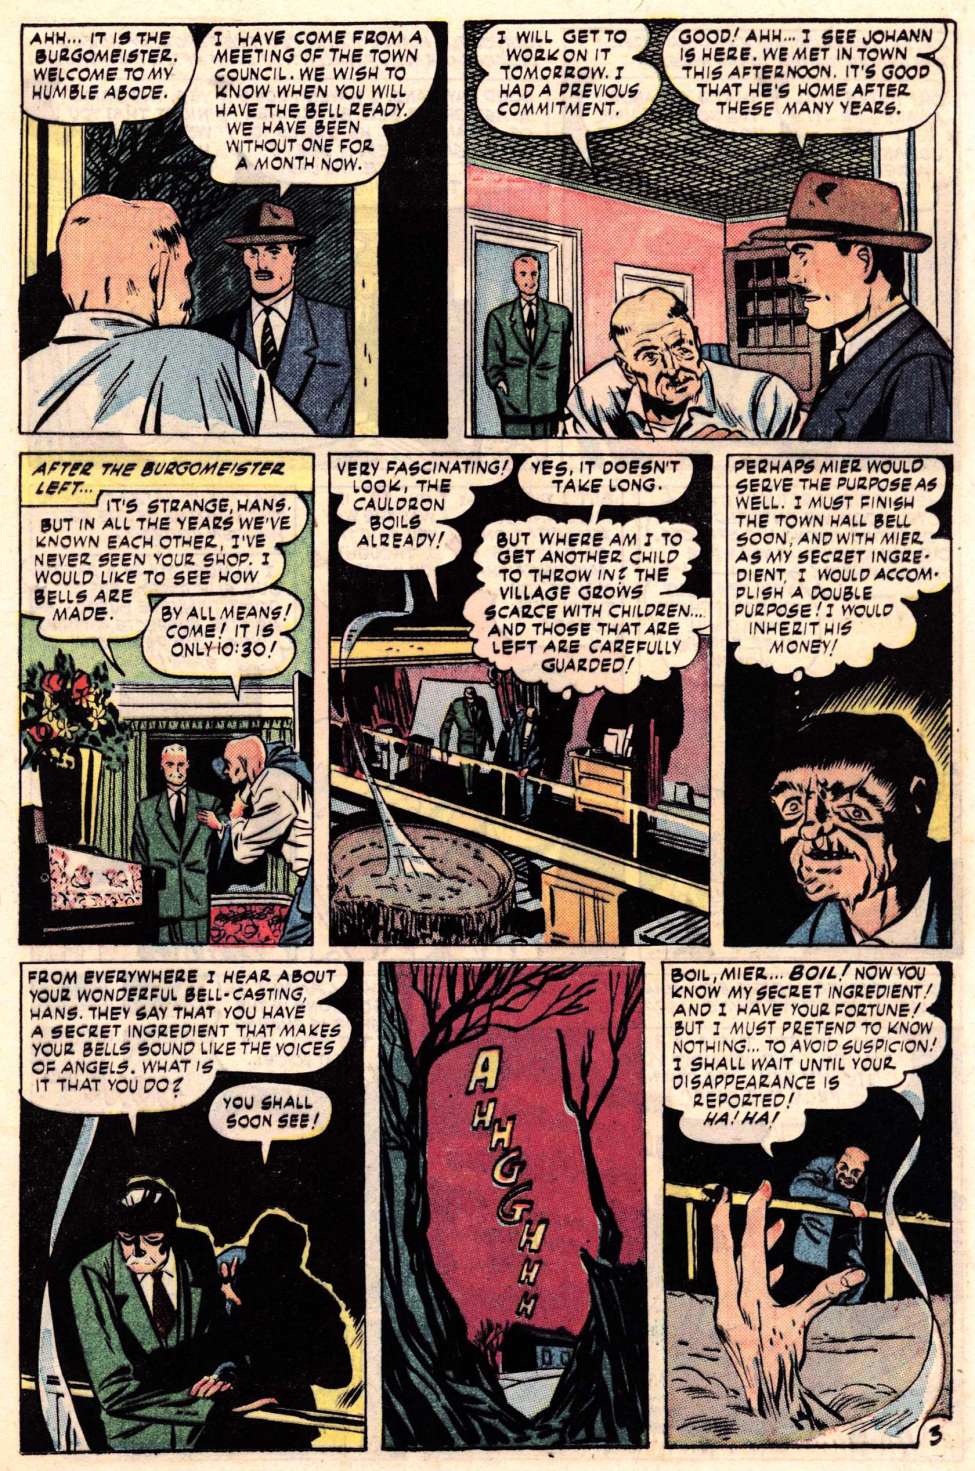 AHH... IT IS THE
BURGOMEISTER.
WELCOME TO MY
HUMBLE ABODE.
I HAVE COME FROM A
MEETING OF THE TOWN
COUNCIL. WE WISH TO
KNOW WHEN YOU WILL
HAVE THE BELL READY.
WE HAVE BEEN
WITHOUT ONE FOR
A MONTH NOW.
I WILL GET TO
WORK ON IT
TOMORROW. I
HAD A PREVIOUS
COMMITMENT.
GOOD! AHH... I SEE JOHANN
IS HERE. WE MET IN TOWN
THIS AFTERNOON. IT'S GOOD
THAT HE'S HOME AFTER
THESE MANY YEARS.
AFTER THE BURGOMEISTER
LEFT...
IT'S STRANGE, HANS.
BUT IN ALL THE YEARS WE'VE
KNOWN EACH OTHER, I'VE
NEVER SEEN YOUR SHOP. I
WOULD LIKE TO SEE HOW
BELLS ARE
MADE.
BY ALL MEANS!
COME! IT IS
ONLY 10:30!
VERY FASCINATING!
LOOK, THE
CAULDRON
BOILS
ALREADY!
YES, IT DOESN'T
TAKE LONG.
BUT WHERE AM I TO
GET ANOTHER CHILD
TO THROW IN? THE
VILLAGE GROWS
SCARCE WITH CHILDREN...
AND THOSE THAT ARE
LEFT ARE CAREFULLY
GUARDED!
PERHAPS MIER WOULD
SERVE THE PURPOSE AS
WELL. I MUST FINISH
THE TOWN HALL BELL
SOON, AND WITH MIER
AS MY SECRET INGRE-
DIENT, I WOULD ACCOM-
PLISH A DOUBLE
PURPOSE! I WOULD
INHERIT HIS
MONEY!
FROM EVERYWHERE I HEAR ABOUT
YOUR WONDERFUL BELL-CASTING,
HANS. THEY SAY THAT YOU HAVE
A SECRET INGREDIENT THAT MAKES
YOUR BELLS SOUND LIKE THE VOICES
OF ANGELS. WHAT IS
IT THAT YOU DO?
YOU SHALL
SOON SEE!
AHHGGHHH
BOIL, MIER... BOIL! NOW YOU
KNOW MY SECRET INGREDIENT!
AND I HAVE YOUR FORTUNE!
BUT I MUST PRETEND TO KNOW
NOTHING... TO AVOID SUSPICION!
I SHALL WAIT UNTIL YOUR
DISAPPEARANCE IS
REPORTED!
HA! HA!
3